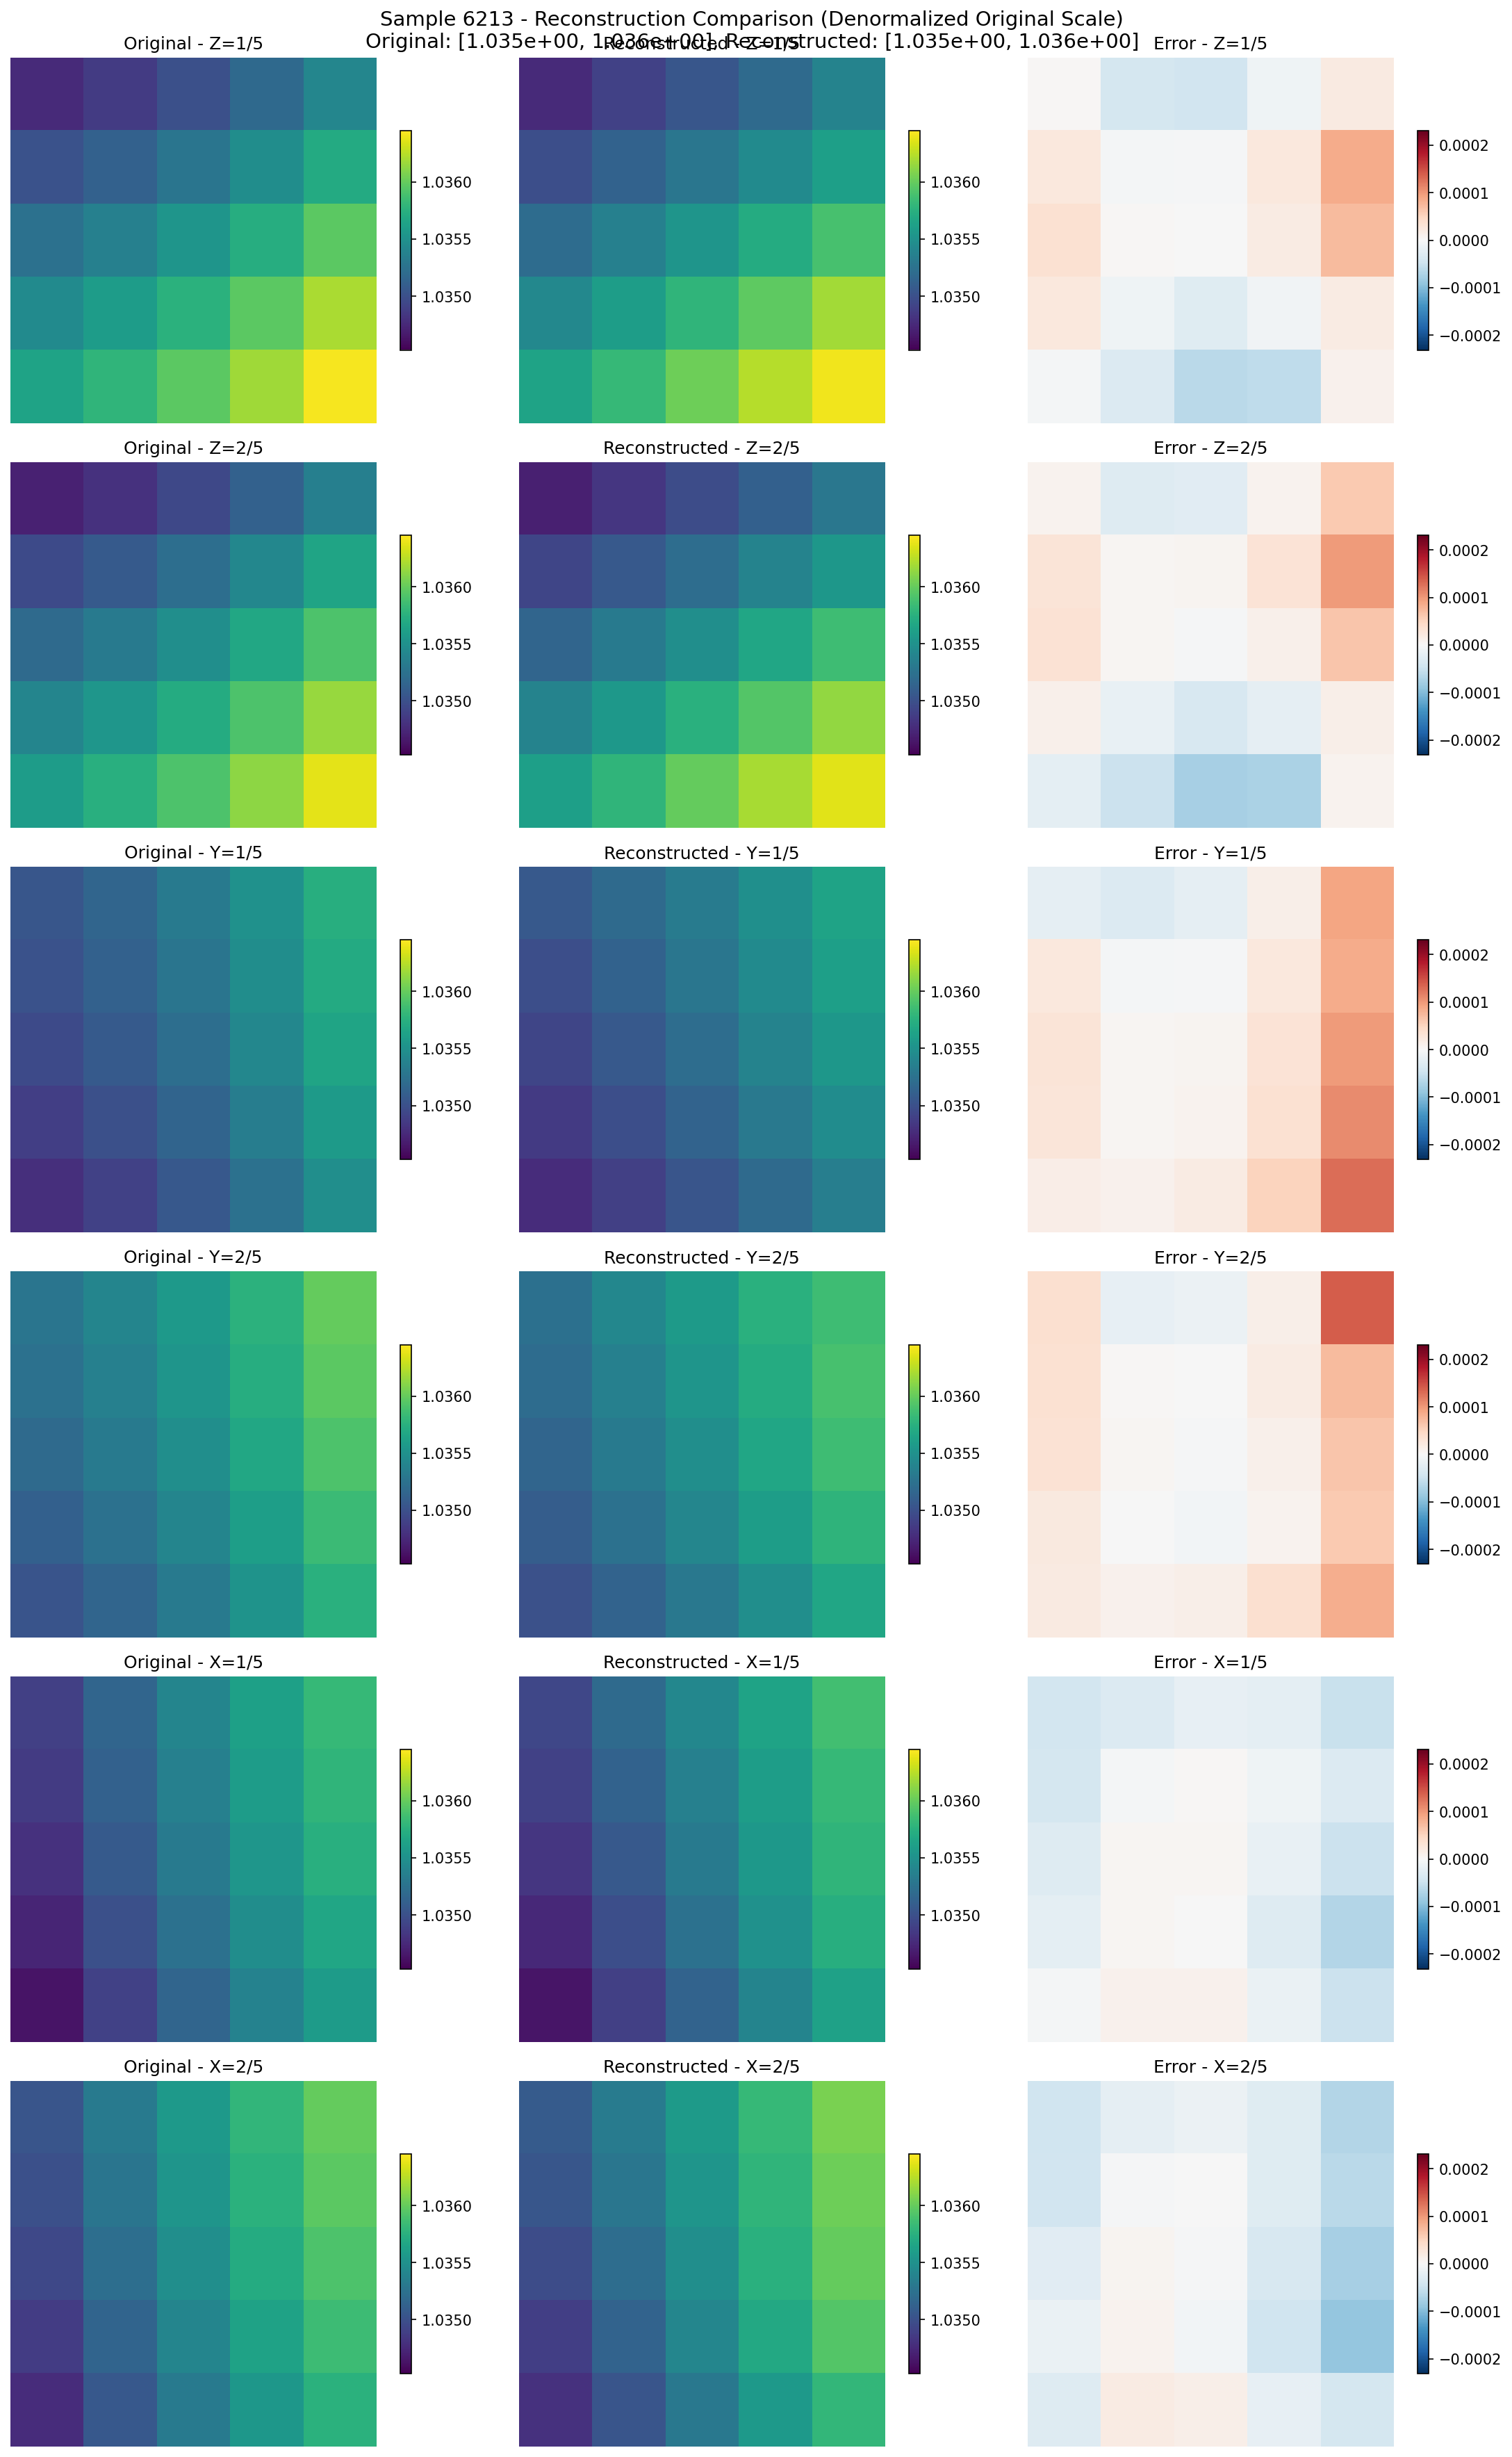 Sample 6213 - Reconstruction Comparison (Denormalized Original Scale)
Original: [1.035e+00, 1.036e+00], Reconstructed: [1.035e+00, 1.036e+00]
Original - Z=1/5 Reconstructed - Z=1/5 Error - Z=1/5
1.0360 1.0360 0.0002
1.0355 1.0355 0.0001
1.0350 1.0350 0.0000
−0.0001
−0.0002
Original - Z=2/5 Reconstructed - Z=2/5 Error - Z=2/5
1.0360 1.0360 0.0002
1.0355 1.0355 0.0001
1.0350 1.0350 0.0000
−0.0001
−0.0002
Original - Y=1/5 Reconstructed - Y=1/5 Error - Y=1/5
1.0360 1.0360 0.0002
1.0355 1.0355 0.0001
1.0350 1.0350 0.0000
−0.0001
−0.0002
Original - Y=2/5 Reconstructed - Y=2/5 Error - Y=2/5
1.0360 1.0360 0.0002
1.0355 1.0355 0.0001
1.0350 1.0350 0.0000
−0.0001
−0.0002
Original - X=1/5 Reconstructed - X=1/5 Error - X=1/5
1.0360 1.0360 0.0002
1.0355 1.0355 0.0001
1.0350 1.0350 0.0000
−0.0001
−0.0002
Original - X=2/5 Reconstructed - X=2/5 Error - X=2/5
1.0360 1.0360 0.0002
1.0355 1.0355 0.0001
1.0350 1.0350 0.0000
−0.0001
−0.0002